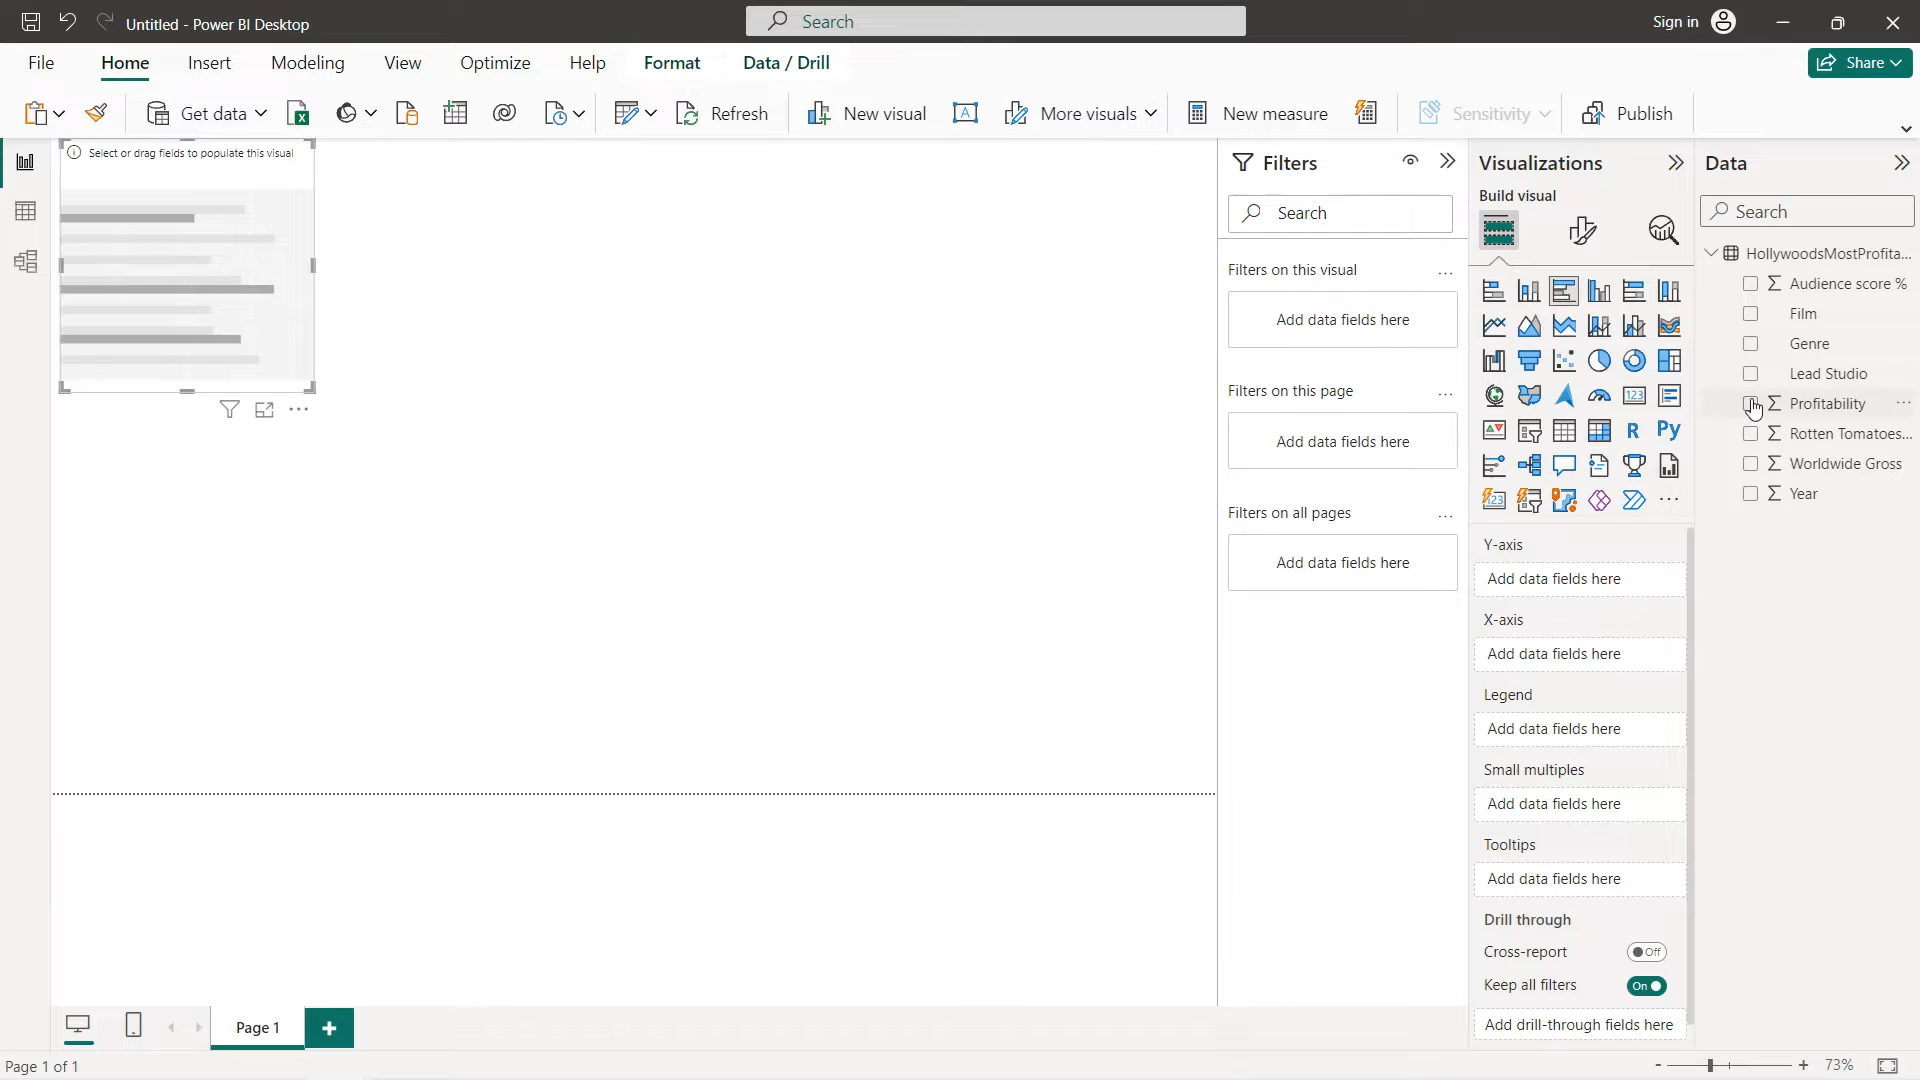 Untitled - Power BI Desktop
Search
Sign in
File Home Insert Modeling View Optimize Help Format Data / Drill
Share
Get data
Refresh
New visual
A
More visuals
New measure
Sensitivity
Publish
Select or drag fields to populate this visual
Filters
Search
Filters on this visual
Add data fields here
Filters on this page
Add data fields here
Filters on all pages
Add data fields here
Visualizations
Build visual
123
R
Py
123
Y-axis
Add data fields here
X-axis
Add data fields here
Legend
Add data fields here
Small multiples
Add data fields here
Tooltips
Add data fields here
Drill through
Cross-report
Off
Keep all filters
On
Add drill-through fields here
Data
Search
HollywoodsMostProfita...
Σ Audience score %
Film
Genre
Lead Studio
Σ Profitability ...
Σ Rotten Tomatoes...
Σ Worldwide Gross
Σ Year
Page 1
+
Page 1 of 1
- + 73%